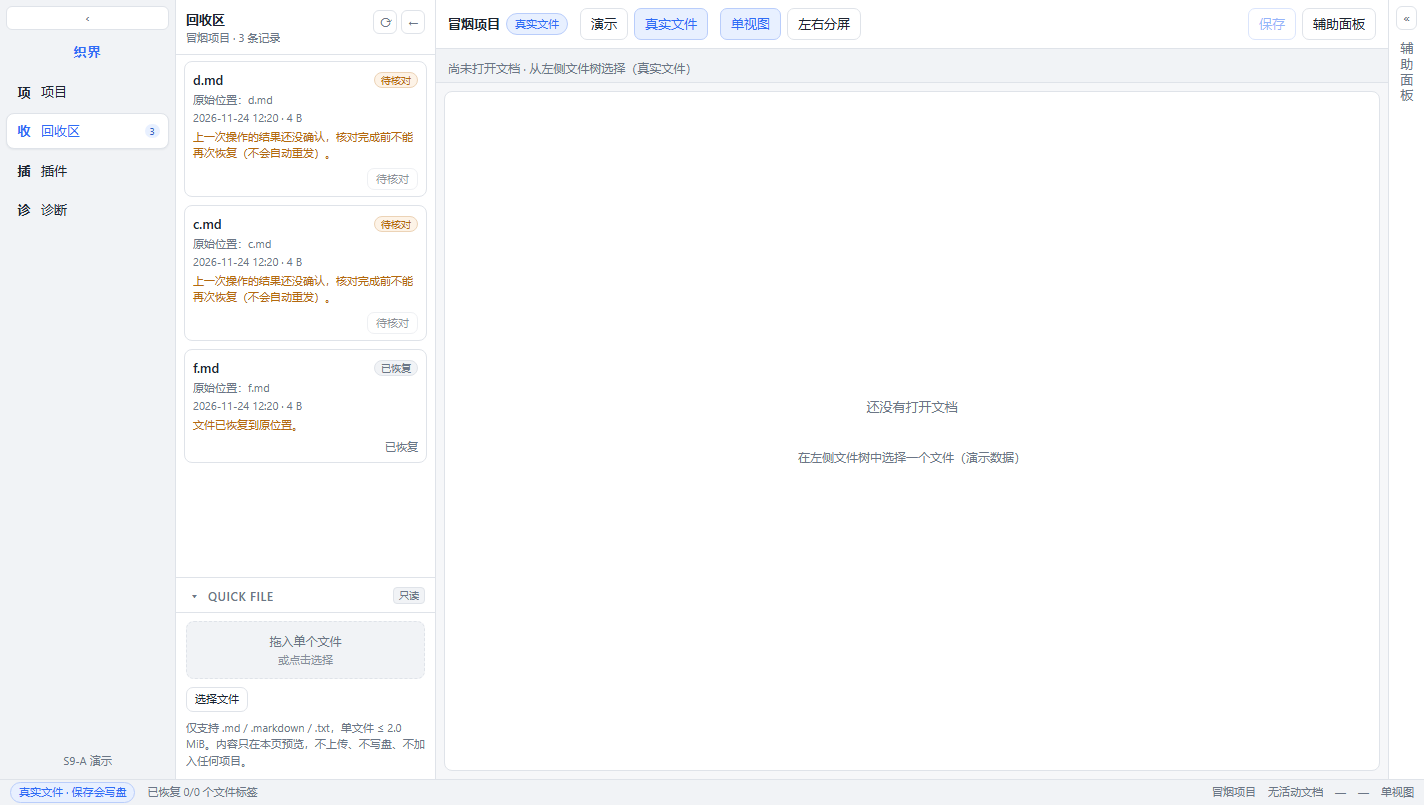 ‹
织界
项 项目
收 回收区 3
插 插件
诊 诊断
S9-A 演示
回收区
冒烟项目 · 3 条记录
⟳ ←
d.md 待核对
原始位置：d.md
2026-11-24 12:20 · 4 B
上一次操作的结果还没确认，核对完成前不能
再次恢复（不会自动重发）。
待核对
c.md 待核对
原始位置：c.md
2026-11-24 12:20 · 4 B
上一次操作的结果还没确认，核对完成前不能
再次恢复（不会自动重发）。
待核对
f.md 已恢复
原始位置：f.md
2026-11-24 12:20 · 4 B
文件已恢复到原位置。
已恢复
▾ QUICK FILE 只读
拖入单个文件
或点击选择
选择文件
仅支持 .md / .markdown / .txt，单文件 ≤ 2.0
MiB。内容只在本页预览，不上传、不写盘、不加
入任何项目。
冒烟项目 真实文件 演示 真实文件 单视图 左右分屏 保存 辅助面板
尚未打开文档 · 从左侧文件树选择（真实文件）
还没有打开文档
在左侧文件树中选择一个文件（演示数据）
«
辅助面板
真实文件 · 保存会写盘 已恢复 0/0 个文件标签 冒烟项目 无活动文档 — — 单视图